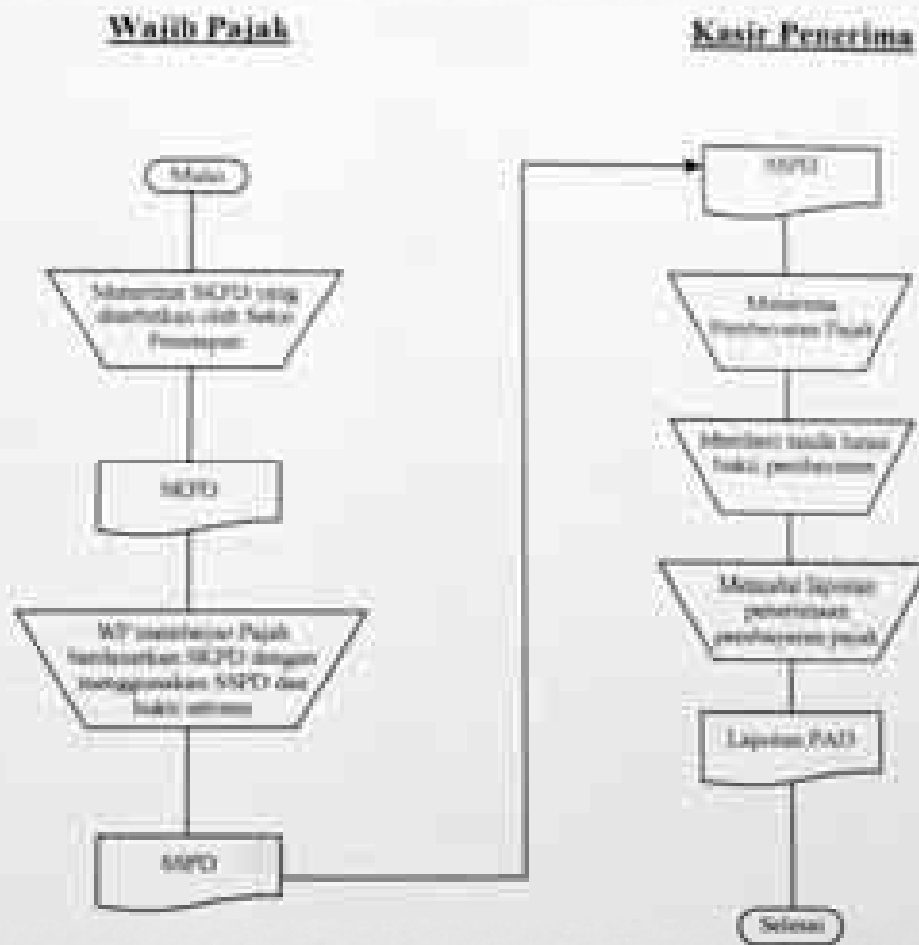 Wajib Pajak
Kasir Penerima
Mulai
Menerima SKPD yang
diterbitkan oleh Seksi
Penetapan
SKPD
WP membayar Pajak
berdasarkan SKPD dengan
menggunakan SSPD dan
bukti setoran
SSPD
SSPD
Menerima
Pembayaran Pajak
Memberi tanda
bukti pembayaran
laporan
penerimaan
pembayaran pajak
Laporan PAD
Selesai